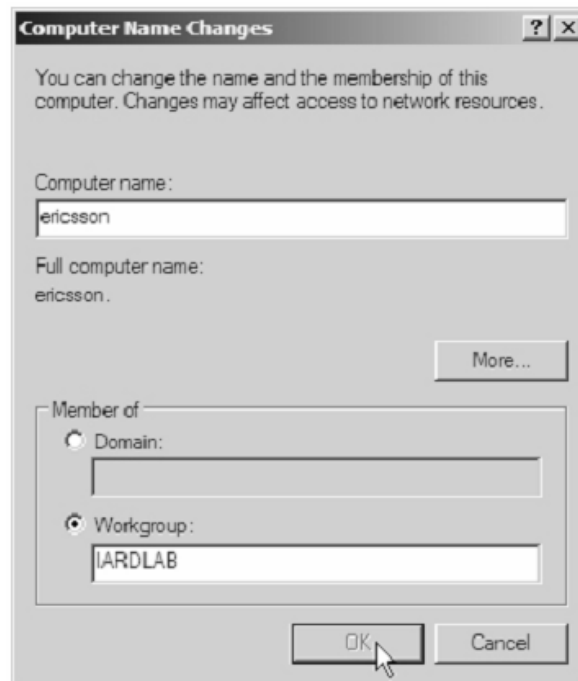 Computer Name Changes
You can change the name and the membership of this
computer. Changes may affect access to network resources.
Computer name:
ericsson
Full computer name:
ericsson.
More...
Member of
Domain:
Workgroup:
IARDLAB
OK
Cancel